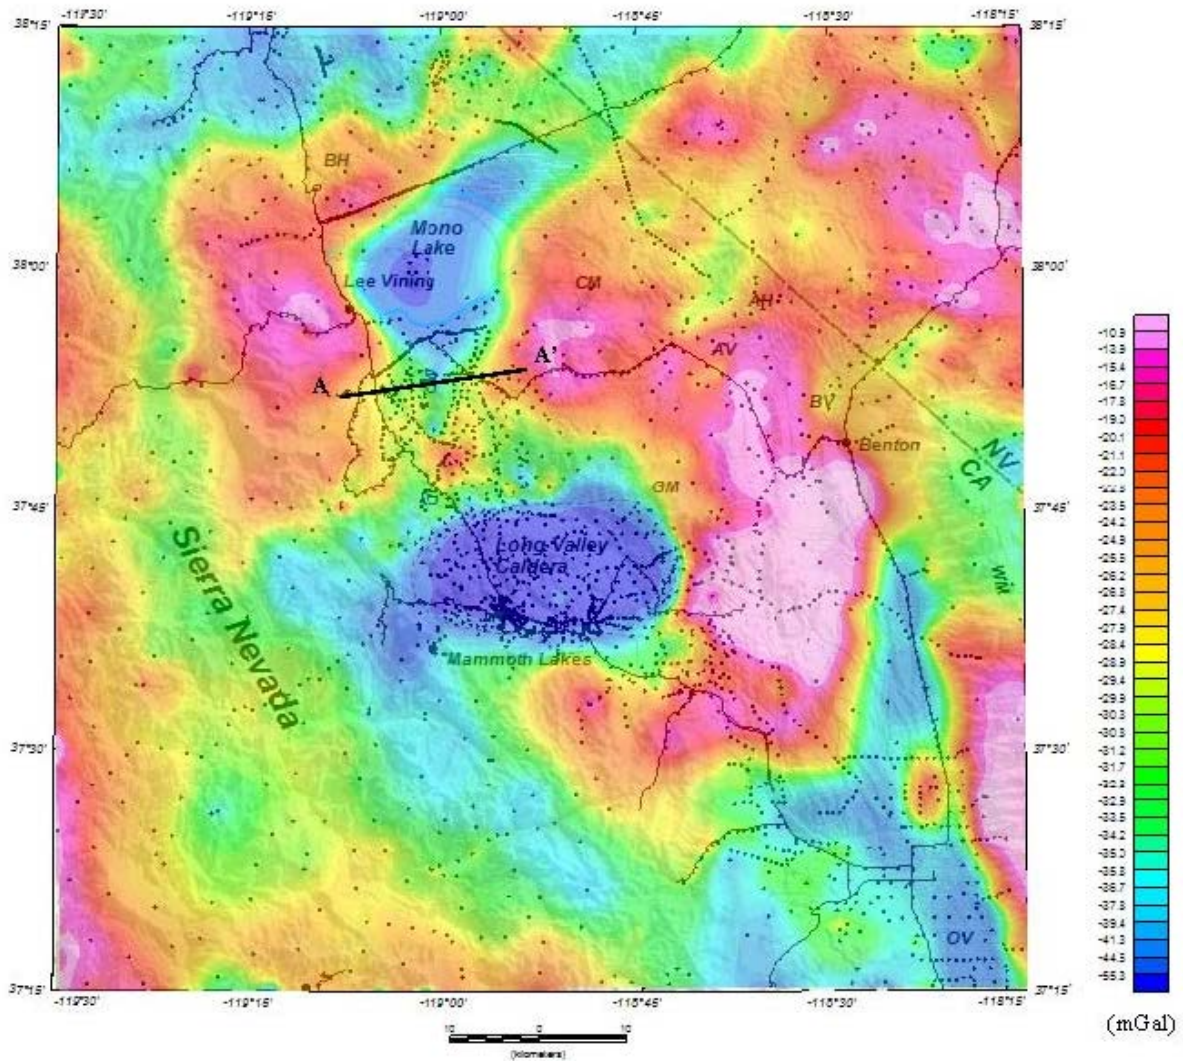 -119°30' -119°15' -119°00' -118°45' -118°30' -118°15'
38°15' 38°15'
BH
Mono
Lake
38°00' 38°00'
Lee Vining CM
AH
A A' AV
BV
Benton NV
CA
GM
37°45' 37°45'
Long Valley
Caldera
WM
Sierra Nevada
Mammoth Lakes
37°30' 37°30'
OV
37°15' 37°15'
-119°30' -119°15' -119°00' -118°45' -118°30' -118°15'
10 0 10
(kilometers)
-10.9
-13.9
-15.4
-16.7
-17.8
-19.0
-20.1
-21.1
-22.0
-22.9
-23.8
-24.5
-24.9
-25.5
-26.3
-26.8
-27.4
-27.9
-28.4
-29.4
-29.9
-30.3
-31.2
-31.7
-32.3
-32.9
-33.5
-34.2
-35.0
-35.8
-36.7
-37.8
-39.4
-41.3
-44.5
-55.3
(mGal)